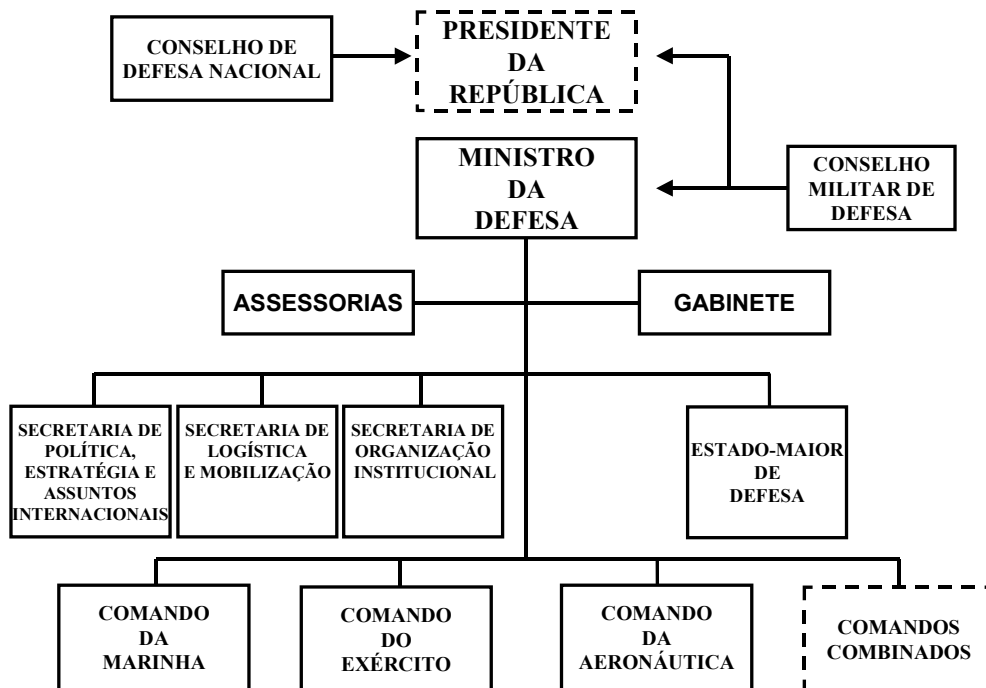 CONSELHO DE
DEFESA NACIONAL
PRESIDENTE
DA
REPÚBLICA
MINISTRO
DA
DEFESA
CONSELHO
MILITAR DE
DEFESA
ASSESSORIAS
GABINETE
SECRETARIA DE
POLÍTICA,
ESTRATÉGIA E
ASSUNTOS
INTERNACIONAIS
SECRETARIA DE
LOGÍSTICA
E MOBILIZAÇÃO
SECRETARIA DE
ORGANIZAÇÃO
INSTITUCIONAL
ESTADO-MAIOR
DE
DEFESA
COMANDO
DA
MARINHA
COMANDO
DO
EXÉRCITO
COMANDO
DA
AERONÁUTICA
COMANDOS
COMBINADOS